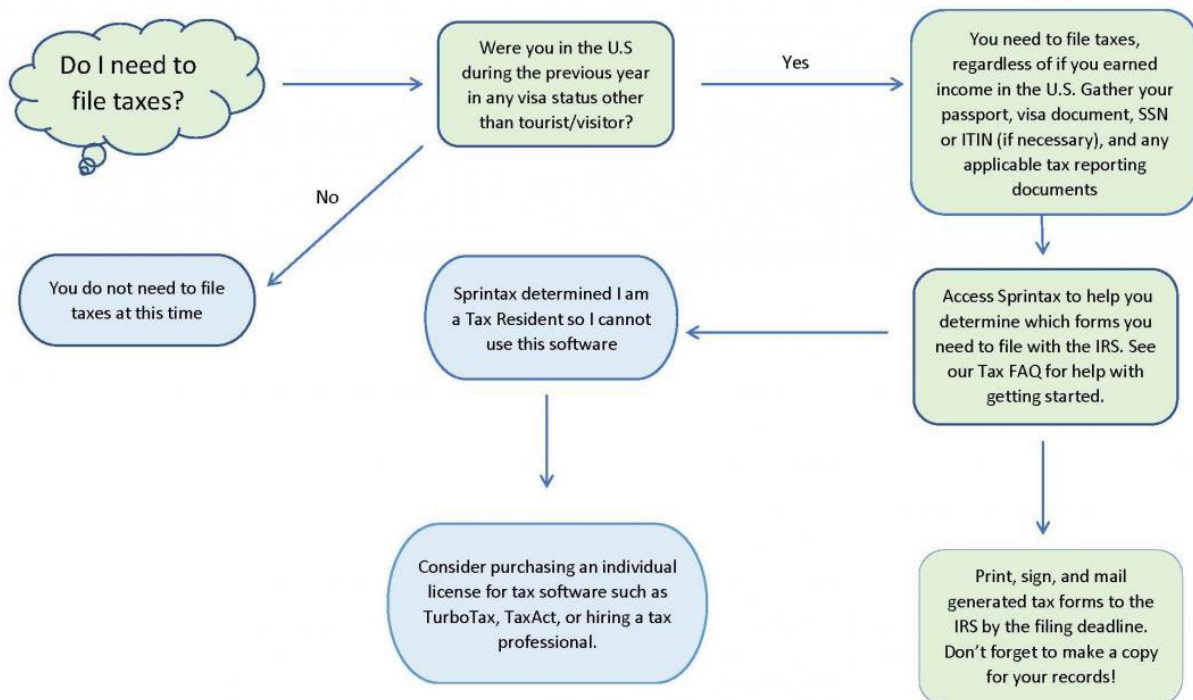 Do I need to
file taxes?
Were you in the U.S
during the previous year
in any visa status other
than tourist/visitor?
Yes
You need to file taxes,
regardless of if you earned
income in the U.S. Gather your
passport, visa document, SSN
or ITIN (if necessary), and any
applicable tax reporting
documents
No
You do not need to file
taxes at this time
Sprintax determined I am
a Tax Resident so I cannot
use this software
Access Sprintax to help you
determine which forms you
need to file with the IRS. See
our Tax FAQ for help with
getting started.
Consider purchasing an individual
license for tax software such as
TurboTax, TaxAct, or hiring a tax
professional.
Print, sign, and mail
generated tax forms to the
IRS by the filing deadline.
Don’t forget to make a copy
for your records!